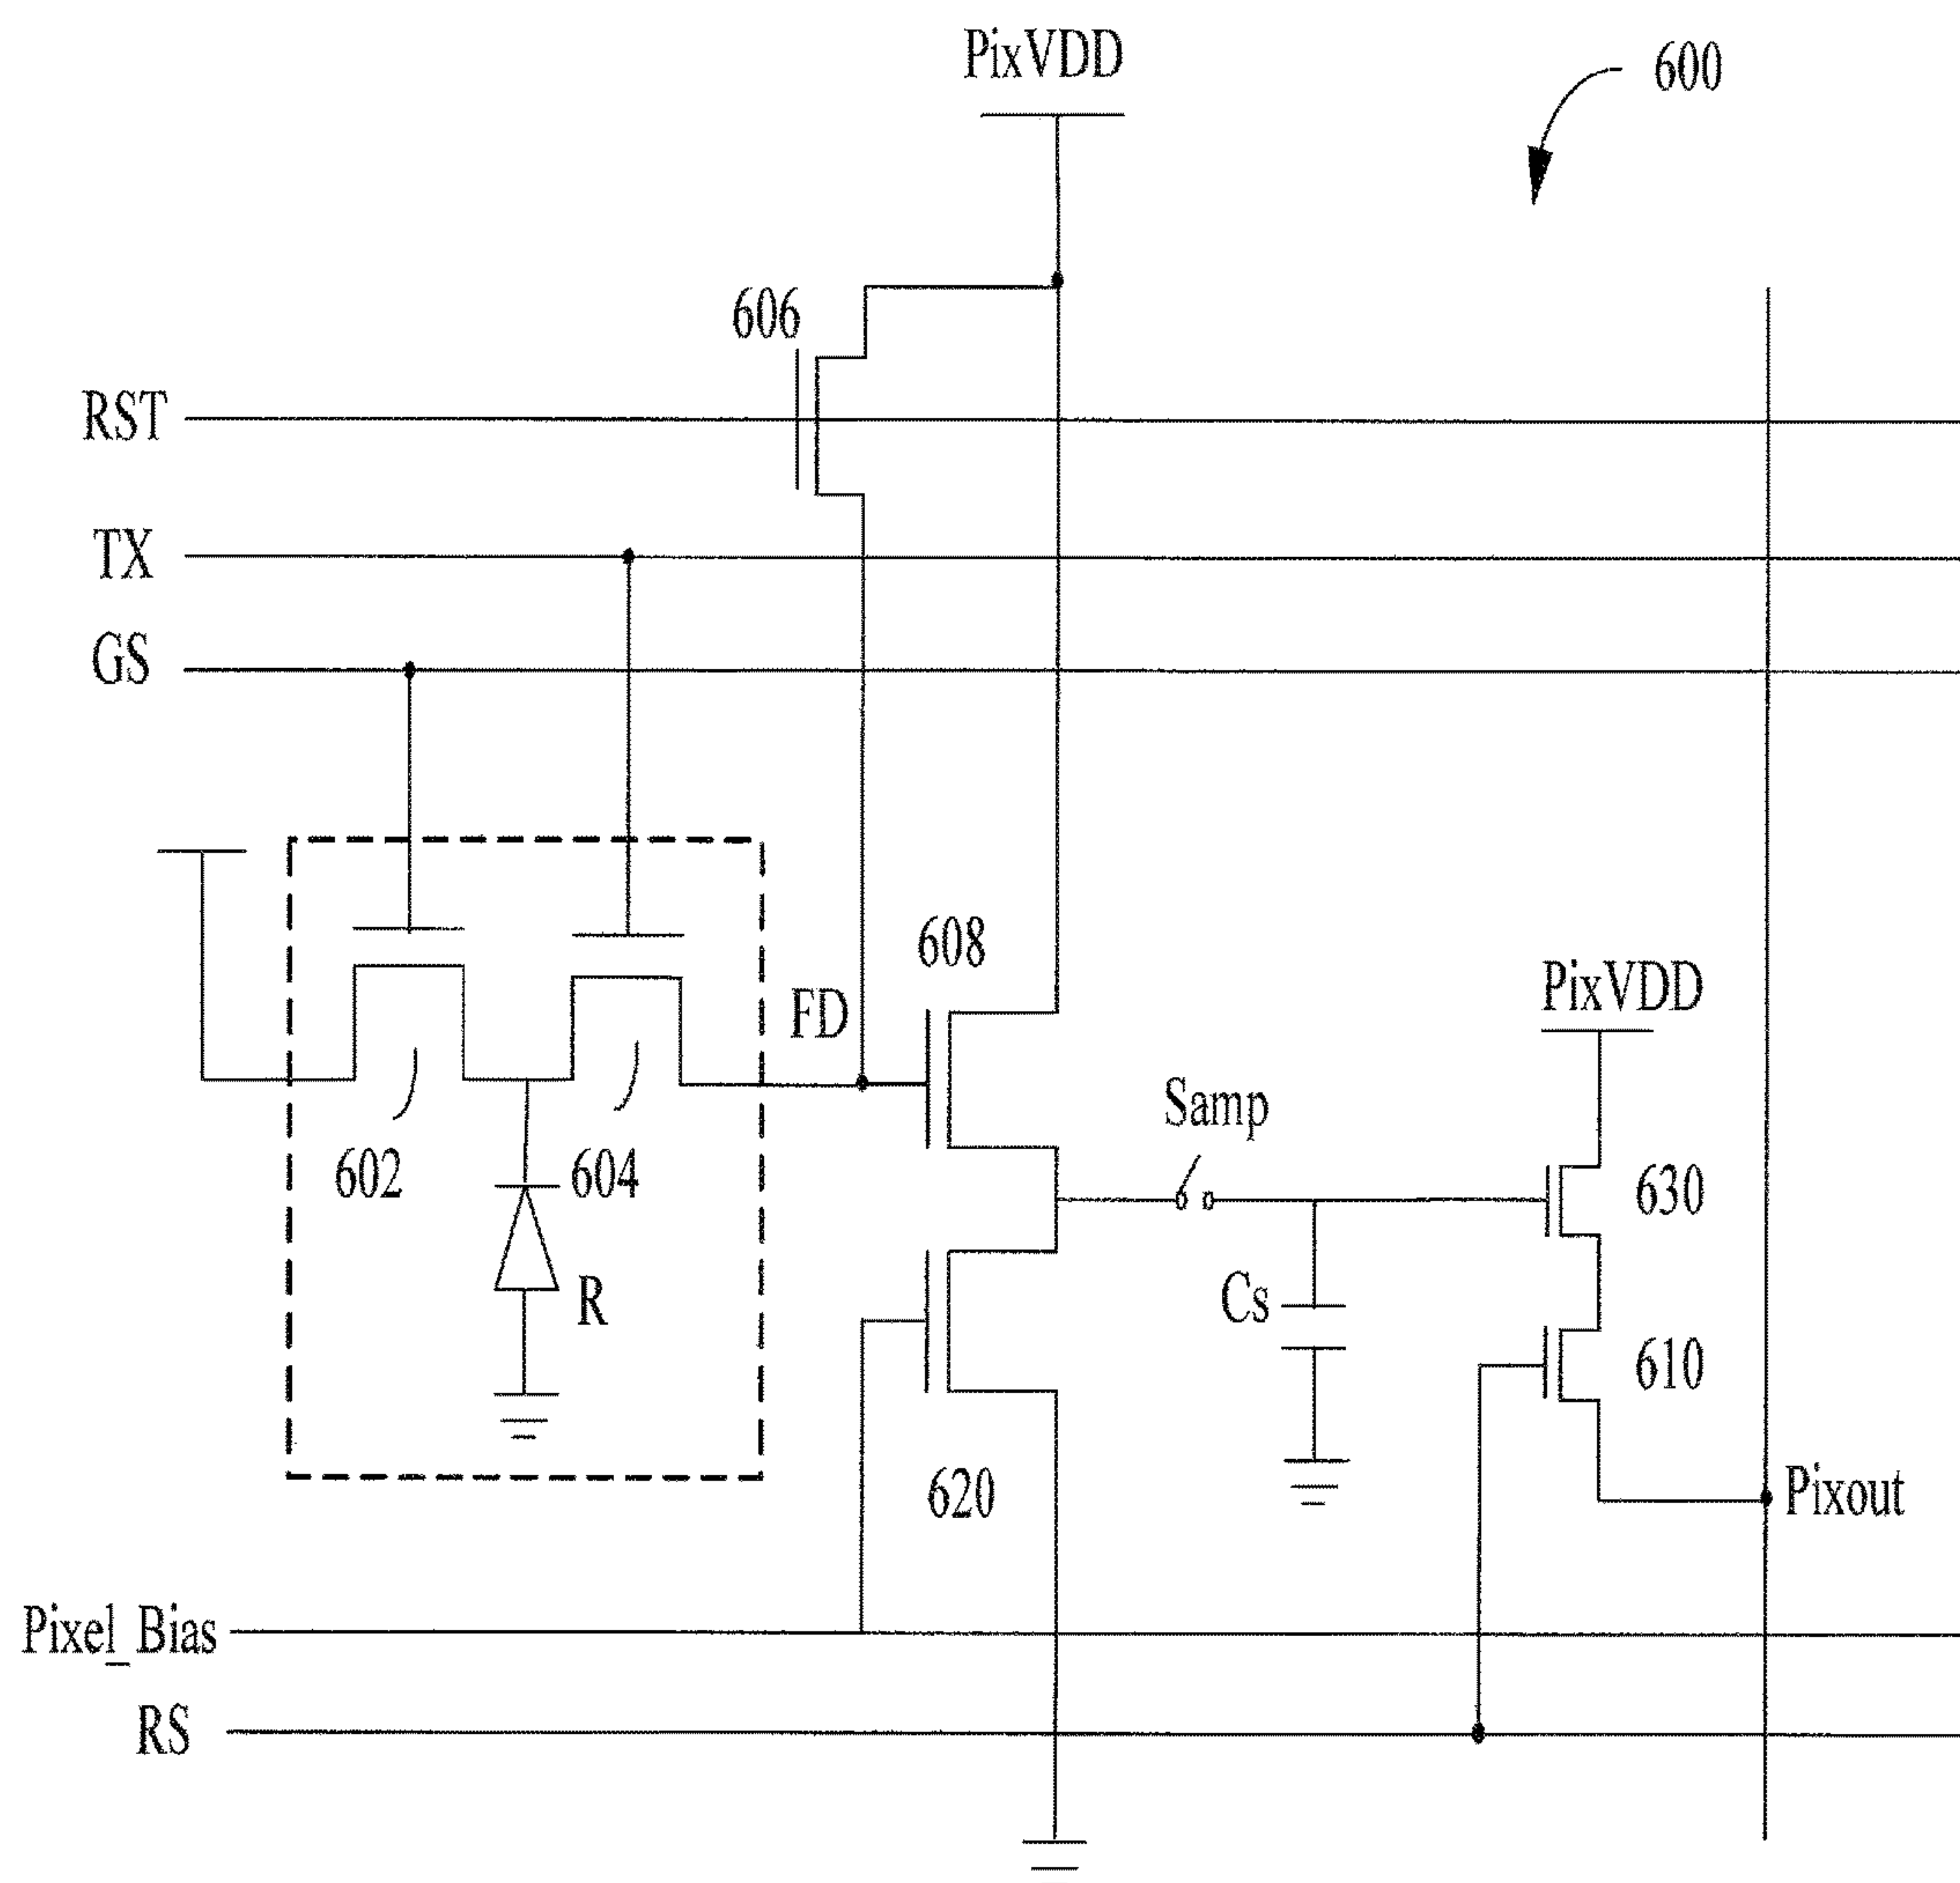 PixVDD
600
606
RST
TX
GS
608
FD
PixVDD
Samp
602
604
630
R
Cs
610
620
Pixout
Pixel_Bias
RS